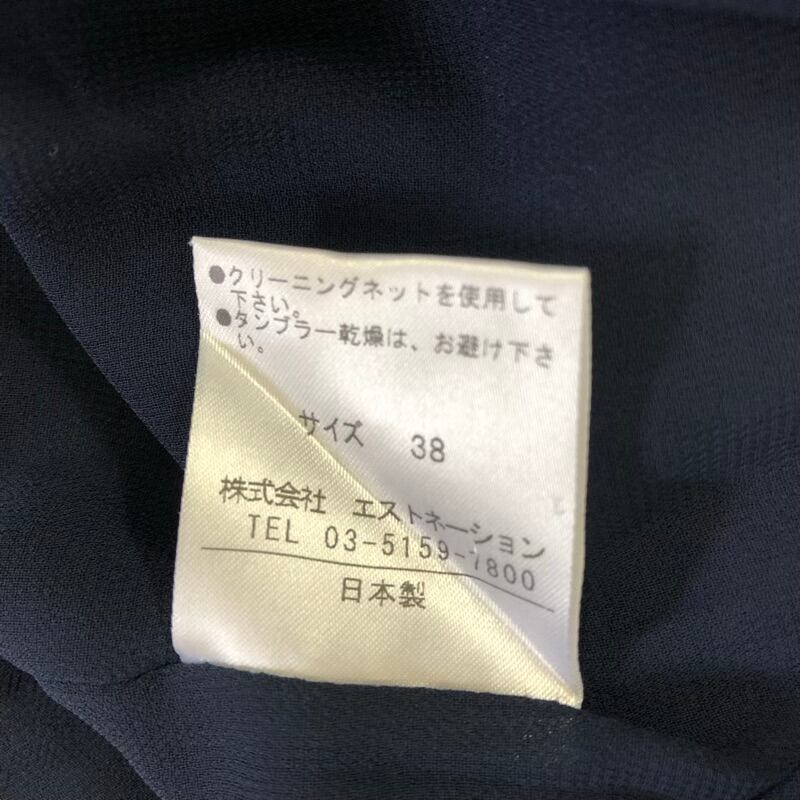 ●クリーニングネットを使用して
下さい。
●タンブラー乾燥は、お避け下さ
い。
サイズ 38
株式会社 エストネーション
TEL 03-5159-7800
日本製